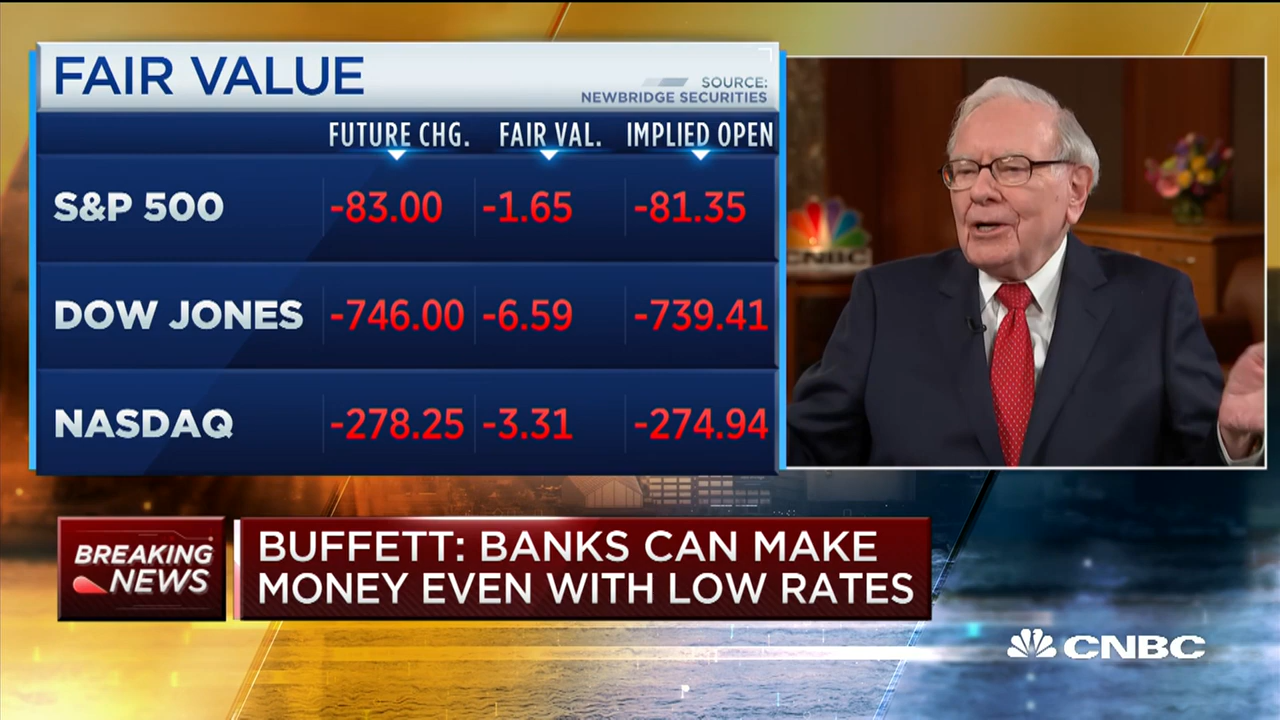 FAIR VALUE
SOURCE:
NEWBRIDGE SECURITIES
FUTURE CHG. FAIR VAL. IMPLIED OPEN
S&P 500 -83.00 -1.65 -81.35
DOW JONES -746.00 -6.59 -739.41
NASDAQ -278.25 -3.31 -274.94
CNBC
BREAKING
NEWS
BUFFETT: BANKS CAN MAKE
MONEY EVEN WITH LOW RATES
CNBC